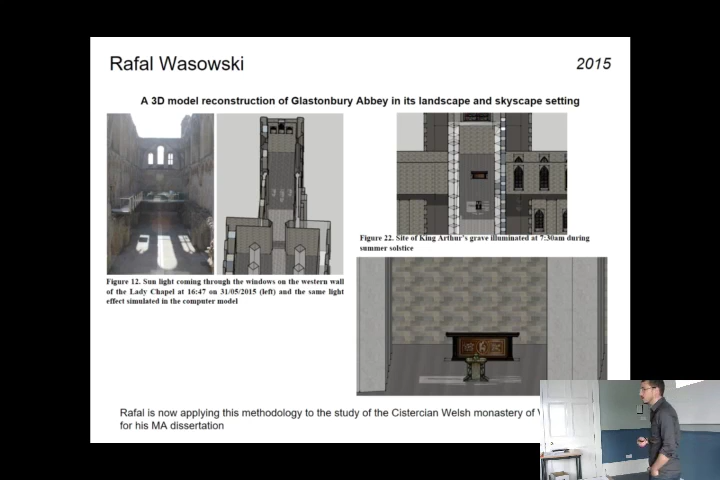 Rafal Wasowski
2015
A 3D model reconstruction of Glastonbury Abbey in its landscape and skyscape setting
Figure 22. Site of King Arthur's grave illuminated at 7:30am during
summer solstice
Figure 12. Sun light coming through the windows on the western wall
of the Lady Chapel at 16:47 on 31/05/2015 (left) and the same light
effect simulated in the computer model
Rafal is now applying this methodology to the study of the Cistercian Welsh monastery of
for his MA dissertation